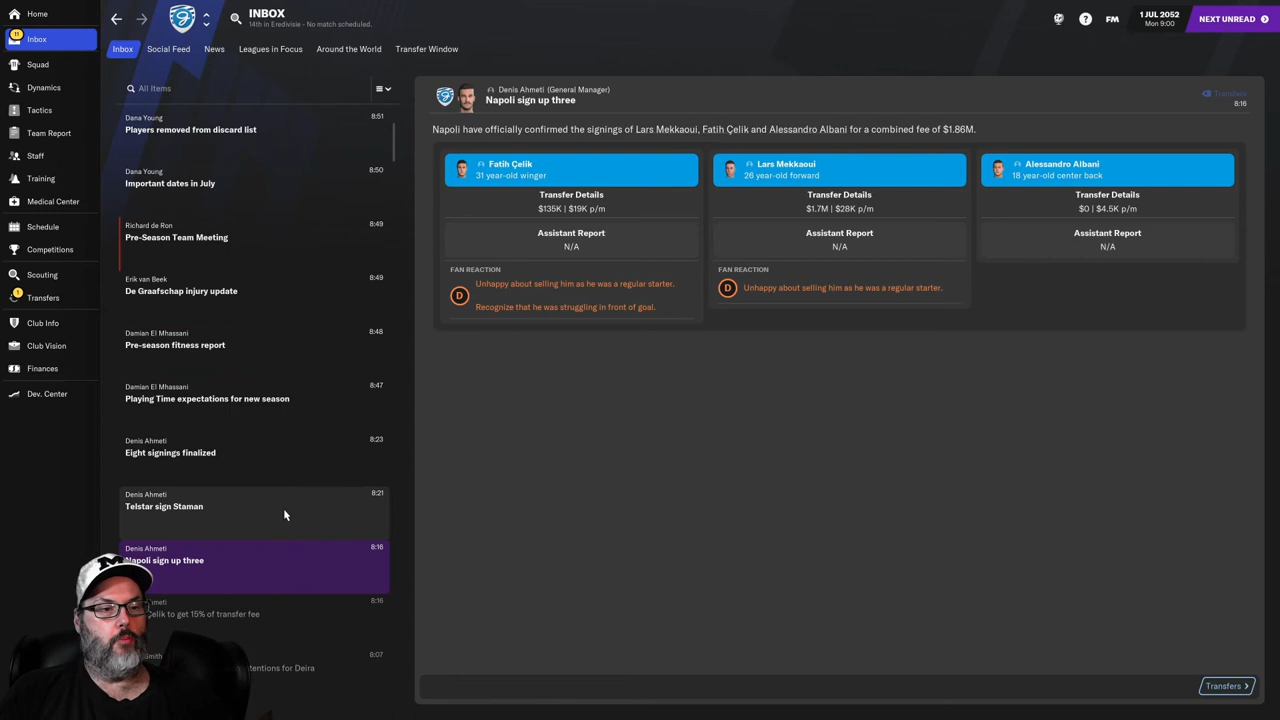 Home
11
Inbox
Squad
Dynamics
Tactics
Team Report
Staff
Training
Medical Center
Schedule
Competitions
Scouting
1
Transfers
Club Info
Club Vision
Finances
Dev. Center
INBOX
14th in Eredivisie - No match scheduled.
FM
1 JUL 2052
Mon 9:00
NEXT UNREAD
Inbox
Social Feed
News
Leagues in Focus
Around the World
Transfer Window
All Items
Dana Young
8:51
Players removed from discard list
Dana Young
8:50
Important dates in July
Richard de Ron
8:49
Pre-Season Team Meeting
Erik van Beek
8:49
De Graafschap injury update
Damian El Mhassani
8:48
Pre-season fitness report
Damian El Mhassani
8:47
Playing Time expectations for new season
Denis Ahmeti
8:23
Eight signings finalized
Denis Ahmeti
8:21
Telstar sign Staman
Denis Ahmeti
8:16
Napoli sign up three
8:16
Celik to get 15% of transfer fee
Smith
8:07
for Deira
Denis Ahmeti (General Manager)
Napoli sign up three
Transfers
8:16
Napoli have officially confirmed the signings of Lars Mekkaoui, Fatih Çelik and Alessandro Albani for a combined fee of $1.86M.
Fatih Çelik
31 year-old winger
Transfer Details
$135K | $19K p/m
Assistant Report
N/A
FAN REACTION
D
Unhappy about selling him as he was a regular starter.
Recognize that he was struggling in front of goal.
Lars Mekkaoui
26 year-old forward
Transfer Details
$1.7M | $28K p/m
Assistant Report
N/A
FAN REACTION
D
Unhappy about selling him as he was a regular starter.
Alessandro Albani
18 year-old center back
Transfer Details
$0 | $4.5K p/m
Assistant Report
N/A
Transfers